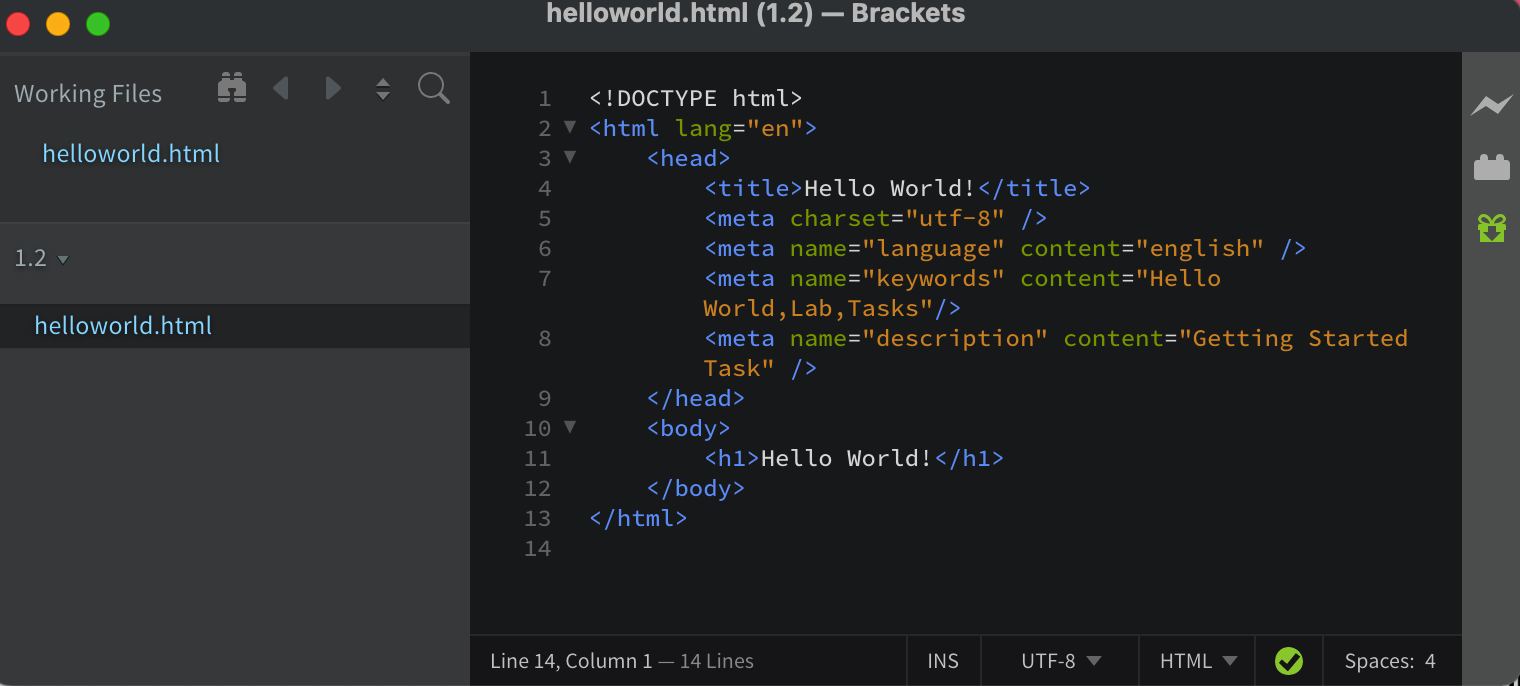 helloworld.html (1.2) — Brackets
Working Files
helloworld.html
1.2
helloworld.html
1 <!DOCTYPE html>
2 <html lang="en">
3 <head>
4 <title>Hello World!</title>
5 <meta charset="utf-8" />
6 <meta name="language" content="english" />
7 <meta name="keywords" content="Hello
World,Lab,Tasks"/>
8 <meta name="description" content="Getting Started
Task" />
9 </head>
10 <body>
11 <h1>Hello World!</h1>
12 </body>
13 </html>
14
Line 14, Column 1 — 14 Lines INS UTF-8 HTML Spaces: 4